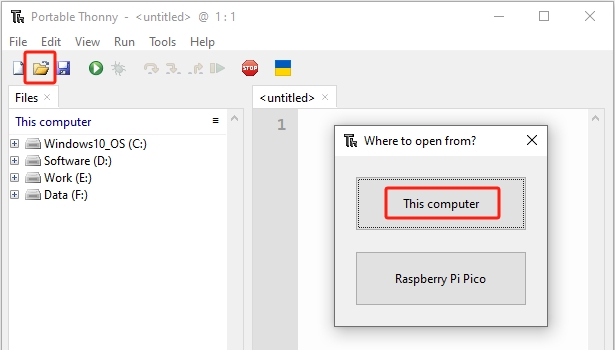 Portable Thonny - <untitled> @ 1 : 1
File Edit View Run Tools Help
STOP
Files
<untitled>
This computer
Windows10_OS (C:)
Software (D:)
Work (E:)
Data (F:)
1
Where to open from?
This computer
Raspberry Pi Pico